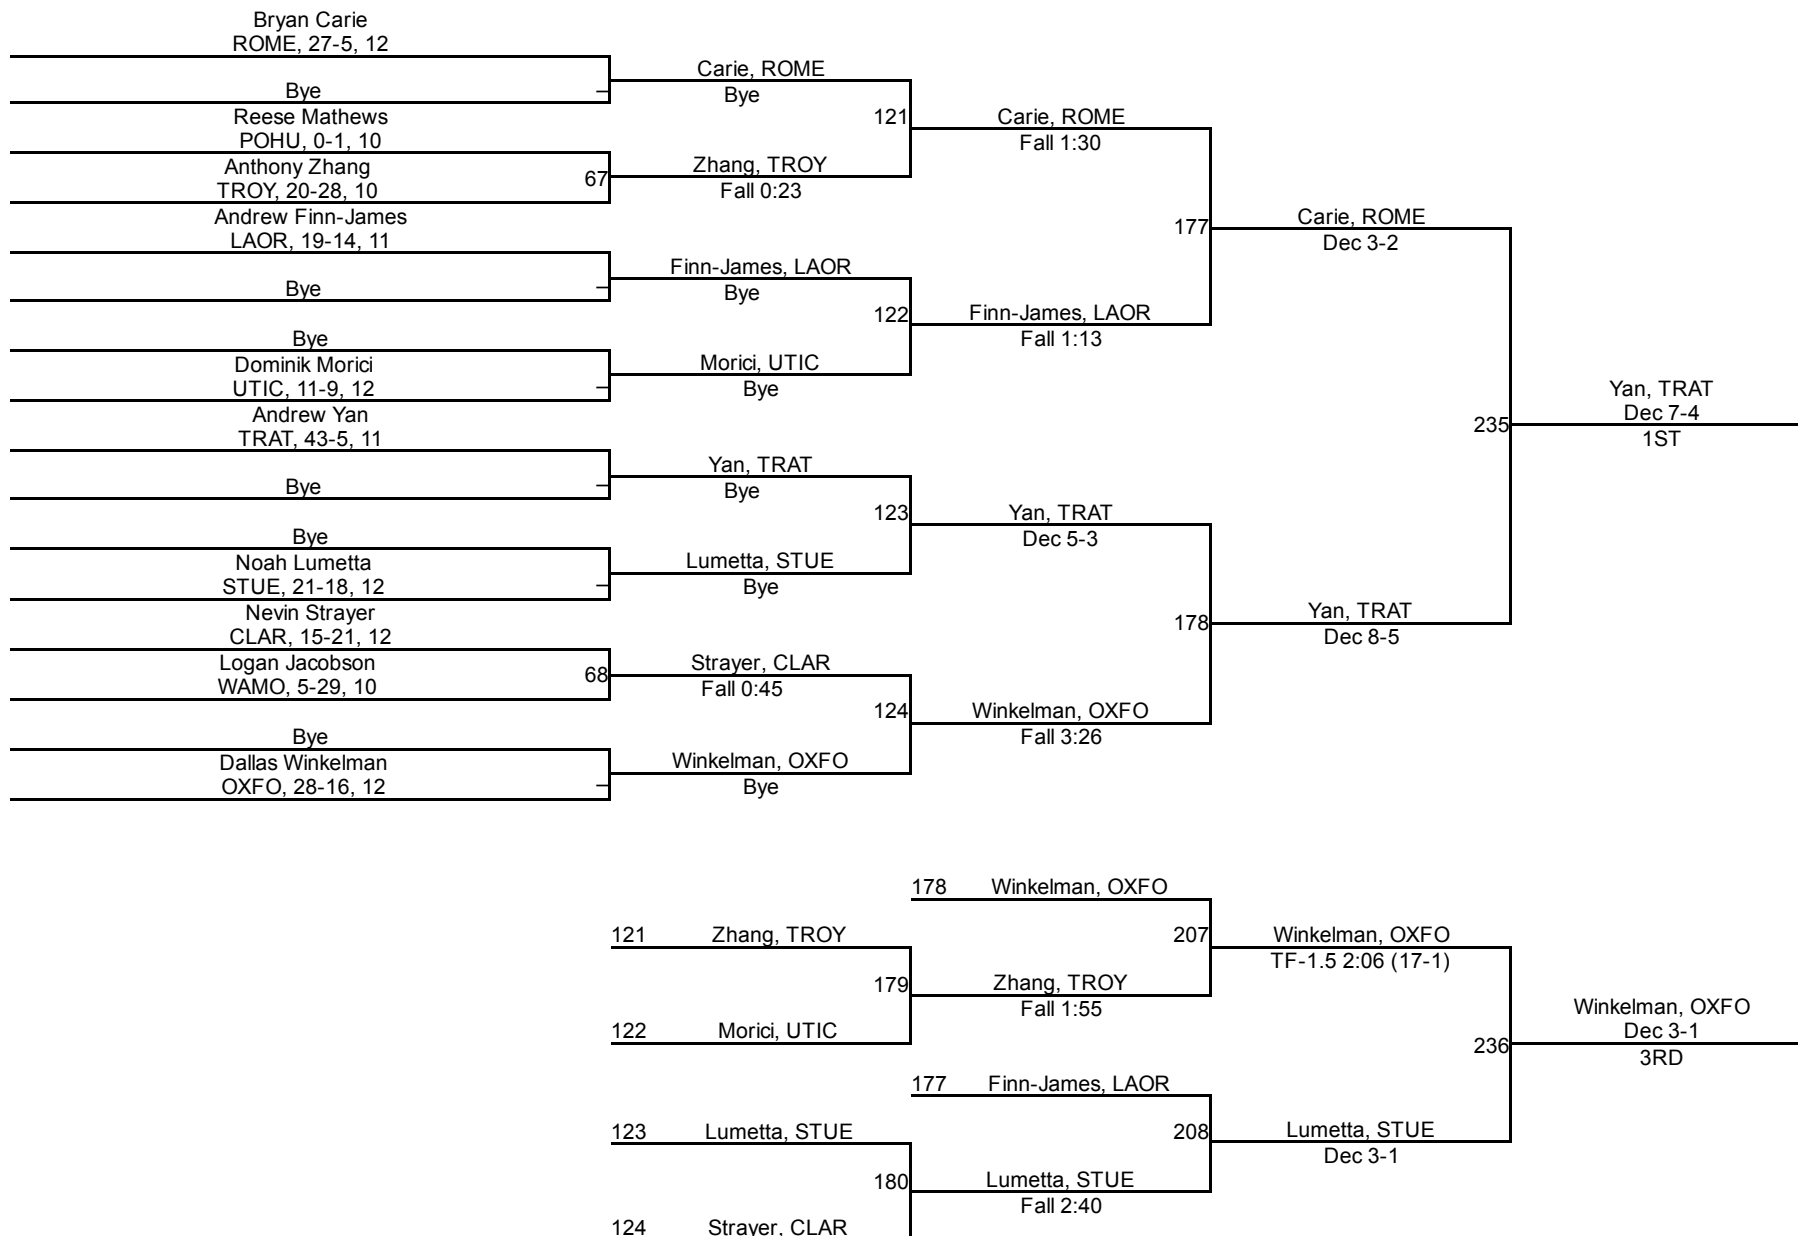 Bryan Carie
ROME, 27-5, 12
Bye
Reese Mathews
POHU, 0-1, 10
Anthony Zhang
TROY, 20-28, 10
Andrew Finn-James
LAOR, 19-14, 11
Bye
Bye
Dominik Morici
UTIC, 11-9, 12
Andrew Yan
TRAT, 43-5, 11
Bye
Bye
Noah Lumetta
STUE, 21-18, 12
Nevin Strayer
CLAR, 15-21, 12
Logan Jacobson
WAMO, 5-29, 10
Bye
Dallas Winkelman
OXFO, 28-16, 12
Carie, ROME
Bye
67
Zhang, TROY
Fall 0:23
Finn-James, LAOR
Bye
Morici, UTIC
Bye
Yan, TRAT
Bye
Lumetta, STUE
Bye
68
Strayer, CLAR
Fall 0:45
Winkelman, OXFO
Bye
121
Carie, ROME
Fall 1:30
122
Finn-James, LAOR
Fall 1:13
123
Yan, TRAT
Dec 5-3
124
Winkelman, OXFO
Fall 3:26
177
Carie, ROME
Dec 3-2
178
Yan, TRAT
Dec 8-5
235
Yan, TRAT
Dec 7-4
1ST
121 Zhang, TROY
122 Morici, UTIC
123 Lumetta, STUE
124 Strayer, CLAR
178 Winkelman, OXFO
179
Zhang, TROY
Fall 1:55
177 Finn-James, LAOR
180
Lumetta, STUE
Fall 2:40
207
Winkelman, OXFO
TF-1.5 2:06 (17-1)
208
Lumetta, STUE
Dec 3-1
236
Winkelman, OXFO
Dec 3-1
3RD